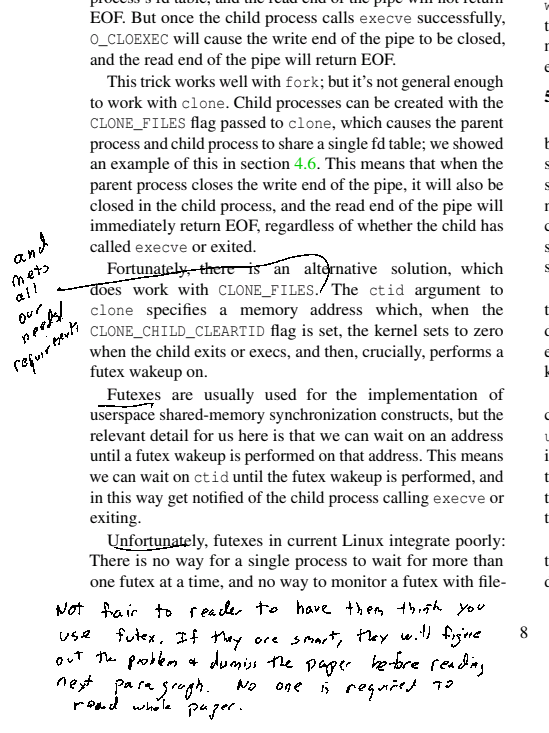 process's fd table, and the read end of the pipe will not return
EOF. But once the child process calls execve successfully,
O_CLOEXEC will cause the write end of the pipe to be closed,
and the read end of the pipe will return EOF.
This trick works well with fork; but it's not general enough
to work with clone. Child processes can be created with the
CLONE_FILES flag passed to clone, which causes the parent
process and child process to share a single fd table; we showed
an example of this in section 4.6. This means that when the
parent process closes the write end of the pipe, it will also be
closed in the child process, and the read end of the pipe will
immediately return EOF, regardless of whether the child has
called execve or exited.
Fortunately, there is an alternative solution, which
does work with CLONE_FILES. The ctid argument to
clone specifies a memory address which, when the
CLONE_CHILD_CLEARTID flag is set, the kernel sets to zero
when the child exits or execs, and then, crucially, performs a
futex wakeup on.
and
mets
all
our
needs/
requirements
Futexes are usually used for the implementation of
userspace shared-memory synchronization constructs, but the
relevant detail for us here is that we can wait on an address
until a futex wakeup is performed on that address. This means
we can wait on ctid until the futex wakeup is performed, and
in this way get notified of the child process calling execve or
exiting.
Unfortunately, futexes in current Linux integrate poorly:
There is no way for a single process to wait for more than
one futex at a time, and no way to monitor a futex with file-
Not fair to reader to have them think you
use futex. If they are smart, they will figure
out the problem + dismiss the paper before reading
next paragraph. No one is required to
read whole paper.
8